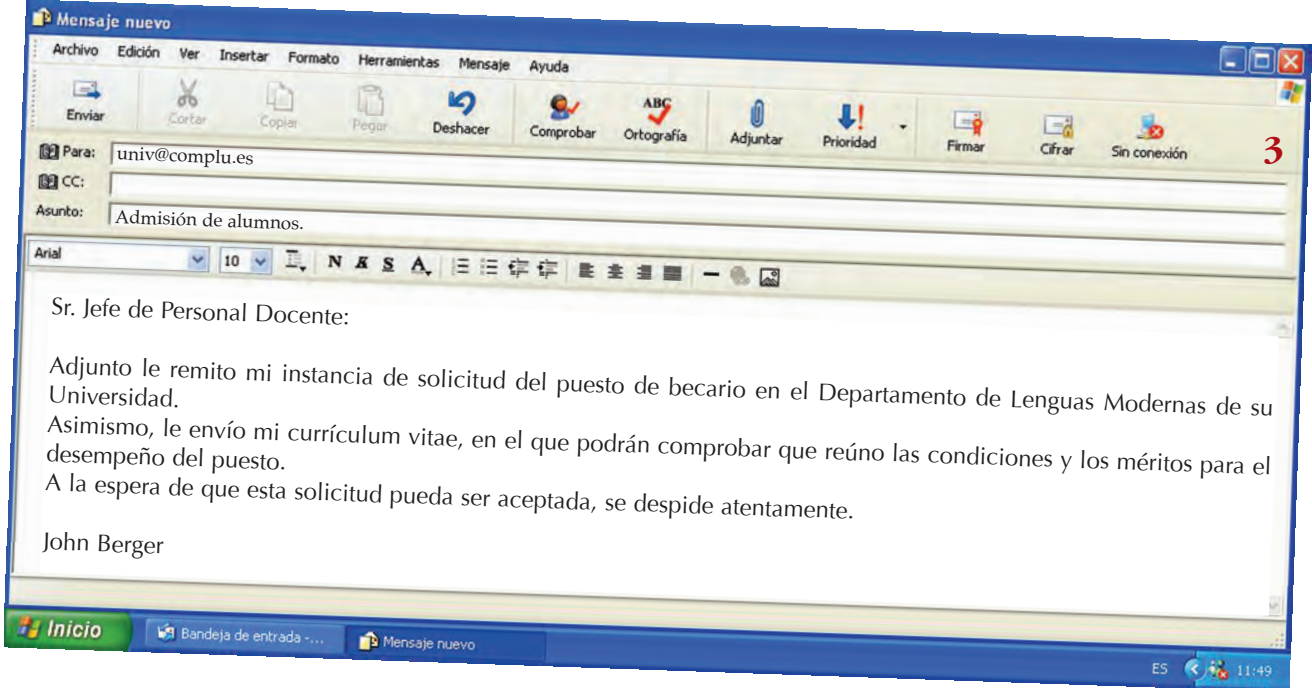 Mensaje nuevo
Archivo Edición Ver Insertar Formato Herramientas Mensaje Ayuda
Enviar Cortar Copiar Pegar Deshacer Comprobar ABC Ortografía Adjuntar Prioridad Firmar Cifrar Sin conexión
3
Para: univ@complu.es
CC:
Asunto: Admisión de alumnos.
Arial 10 N K S A
Sr. Jefe de Personal Docente:
Adjunto le remito mi instancia de solicitud del puesto de becario en el Departamento de Lenguas Modernas de su
Universidad.
Asimismo, le envío mi currículum vitae, en el que podrán comprobar que reúno las condiciones y los méritos para el
desempeño del puesto.
A la espera de que esta solicitud pueda ser aceptada, se despide atentamente.
John Berger
Inicio Bandeja de entrada -... Mensaje nuevo ES 11:49